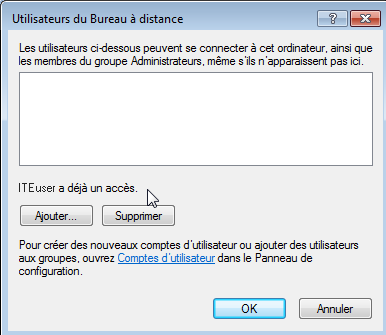 Utilisateurs du Bureau à distance
Les utilisateurs ci-dessous peuvent se connecter à cet ordinateur, ainsi
que les membres du groupe Administrateurs, même s'ils n'apparaissent pas ici.
ITEuser a déjà un accès.
Ajouter... Supprimer
Pour créer des nouveaux comptes d'utilisateur ou ajouter des utilisateurs
aux groupes, ouvrez Comptes d'utilisateur dans le Panneau de
configuration.
OK Annuler